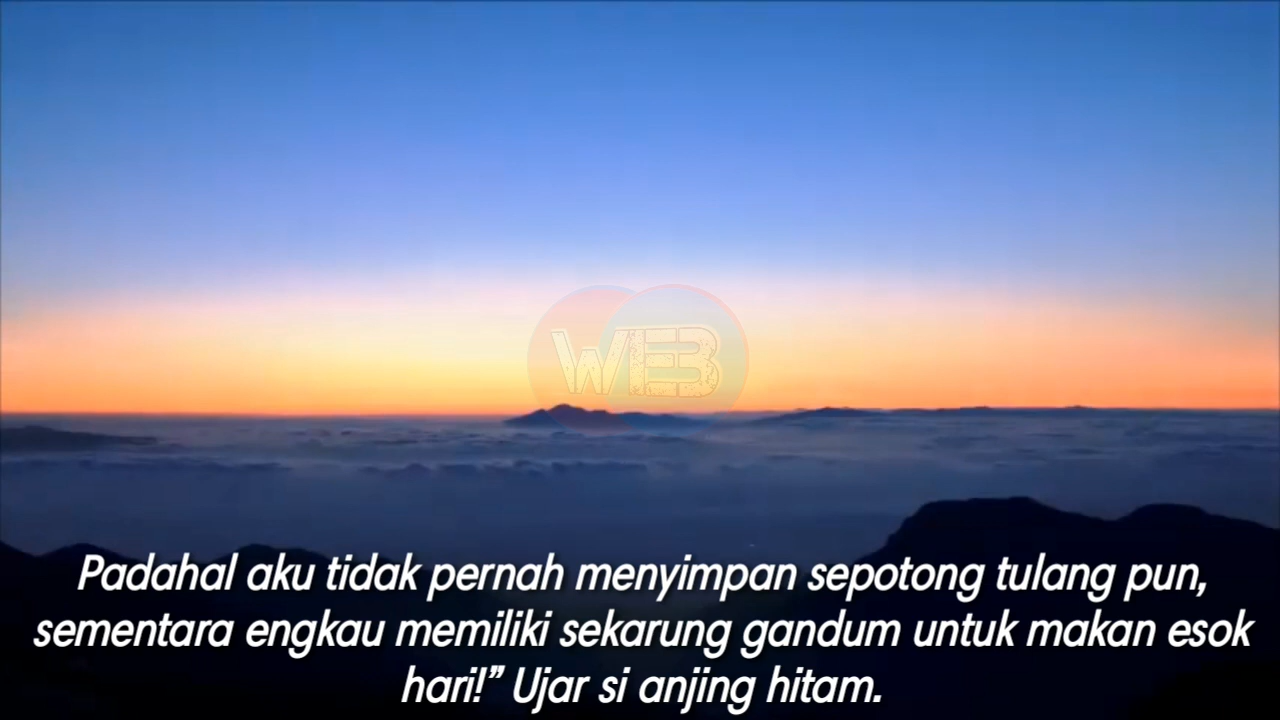 WEB
Padahal aku tidak pernah menyimpan sepotong tulang pun,
sementara engkau memiliki sekarung gandum untuk makan esok
hari!” Ujar si anjing hitam.